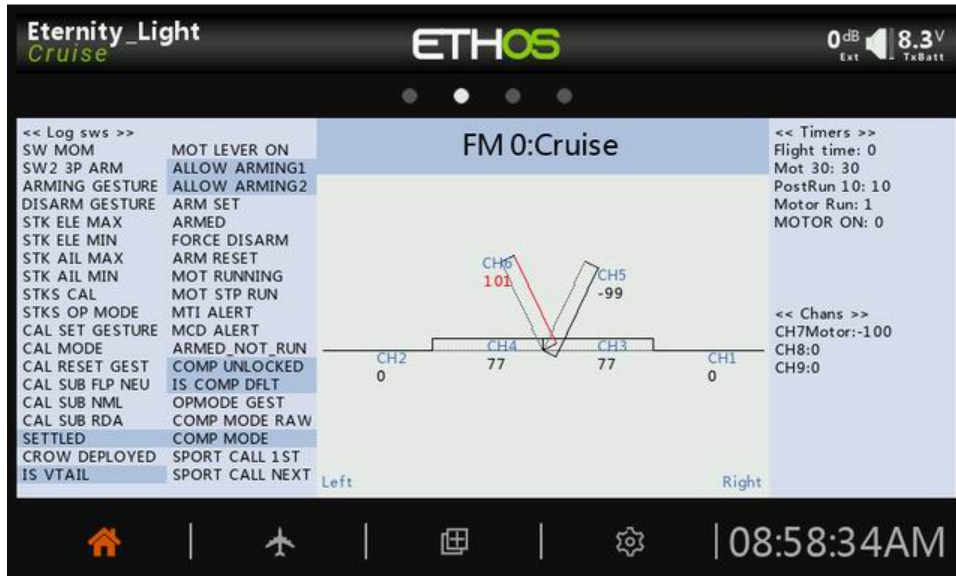 Eternity_Light
Cruise
ETHOS
0dB
Ext
8.3V
TxBatt
<< Log sws >>
SW MOM
SW2 3P ARM
ARMING GESTURE
DISARM GESTURE
STK ELE MAX
STK ELE MIN
STK AIL MAX
STK AIL MIN
STKS CAL
STKS OP MODE
CAL SET GESTURE
CAL MODE
CAL RESET GEST
CAL SUB FLP NEU
CAL SUB NML
CAL SUB RDA
SETTLED
CROW DEPLOYED
IS VTAIL
MOT LEVER ON
ALLOW ARMING1
ALLOW ARMING2
ARM SET
ARMED
FORCE DISARM
ARM RESET
MOT RUNNING
MOT STP RUN
MTI ALERT
MCD ALERT
ARMED_NOT_RUN
COMP UNLOCKED
IS COMP DFLT
OPMODE GEST
COMP MODE RAW
COMP MODE
SPORT CALL 1ST
SPORT CALL NEXT
FM 0:Cruise
CH6
101
CH5
-99
CH2
0
CH4
77
CH3
77
CH1
0
Left
Right
<< Timers >>
Flight time: 0
Mot 30: 30
PostRun 10: 10
Motor Run: 1
MOTOR ON: 0
<< Chans >>
CH7Motor:-100
CH8:0
CH9:0
08:58:34AM